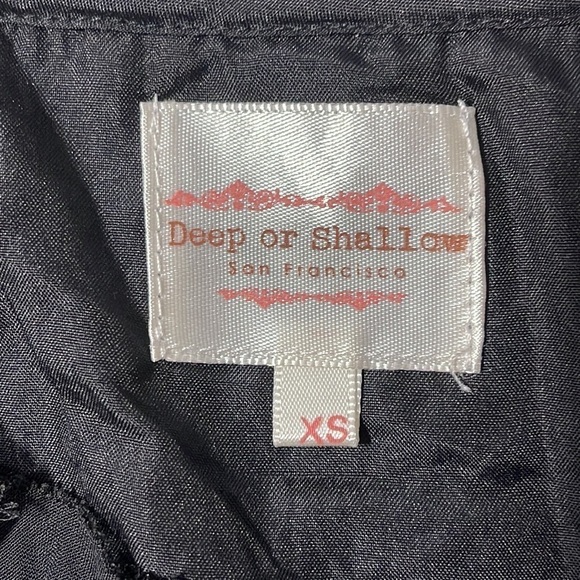 Deep or Shallow
San Francisco
XS